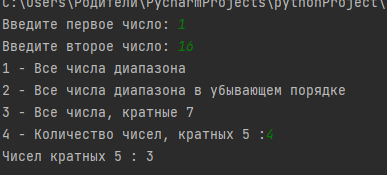 C:\Users\Родители\PycharmProjects\pythonProject\
Введите первое число: 1
Введите второе число: 16
1 - Все числа диапазона
2 - Все числа диапазона в убывающем порядке
3 - Все числа, кратные 7
4 - Количество чисел, кратных 5 :4
Чисел кратных 5 : 3